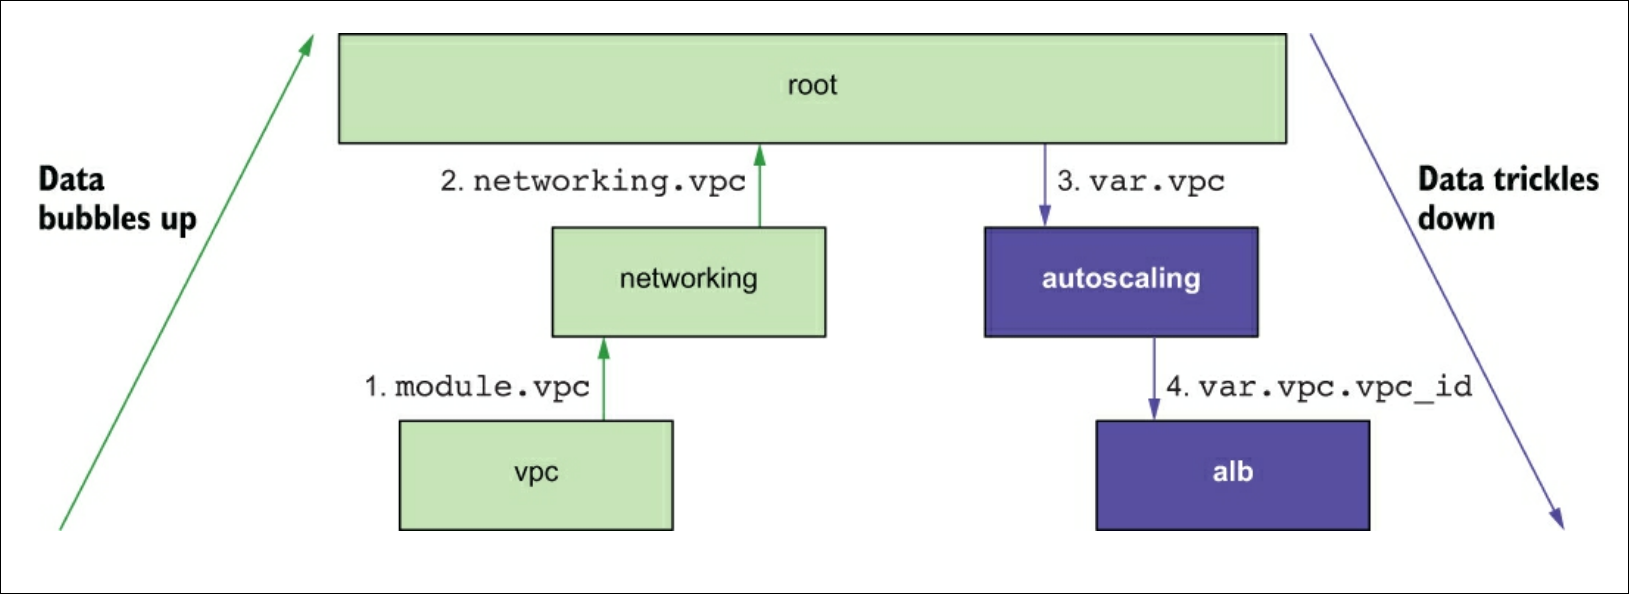 root
Data
bubbles up
2. networking.vpc
3. var.vpc
Data trickles
down
networking
autoscaling
1. module.vpc
4. var.vpc.vpc_id
vpc
alb